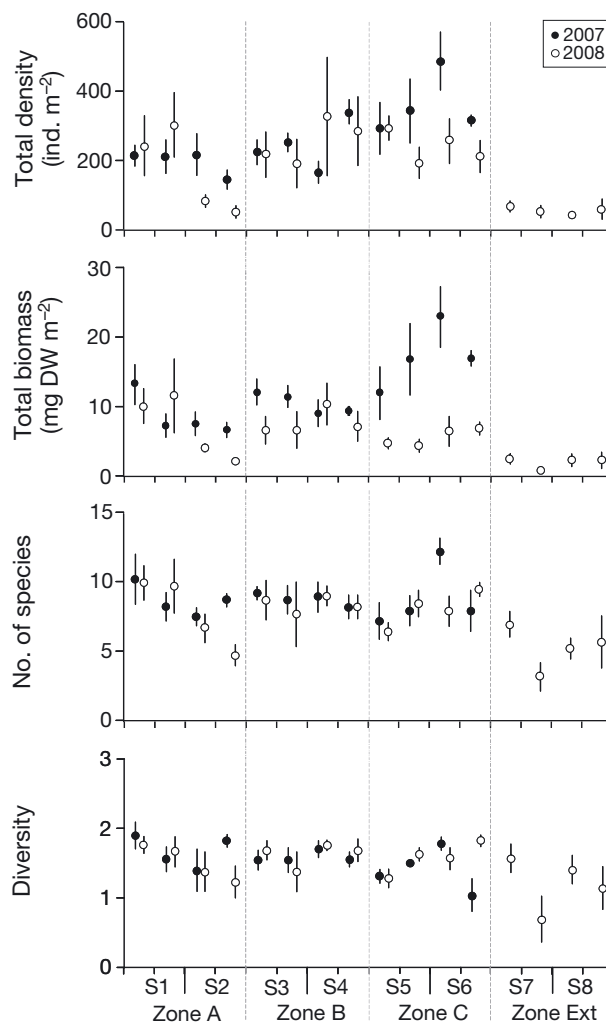 2007
2008
Total density
(ind. m⁻²)
600
400
200
0
Total biomass
(mg DW m⁻²)
30
20
10
0
No. of species
15
10
5
0
Diversity
3
2
1
0
S1 S2 S3 S4 S5 S6 S7 S8
Zone A Zone B Zone C Zone Ext